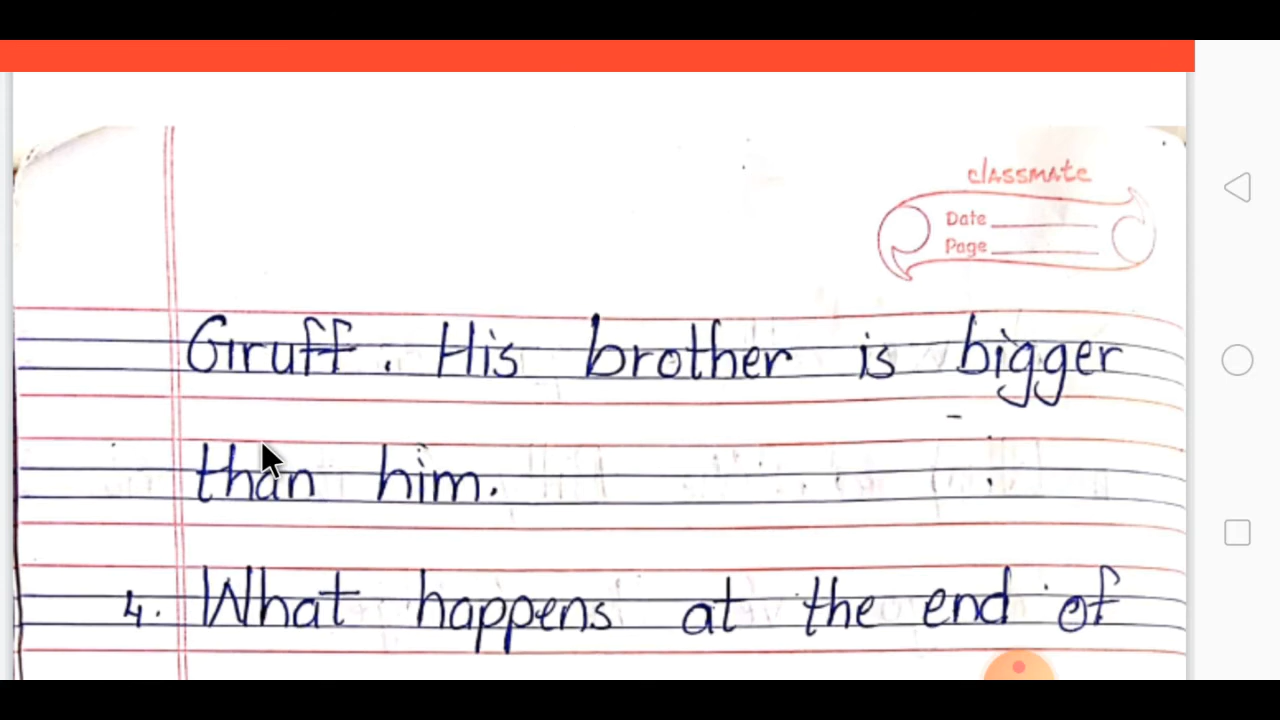 classmate
Date
Page
Gruff. His brother is bigger
than him.
4. What happens at the end of